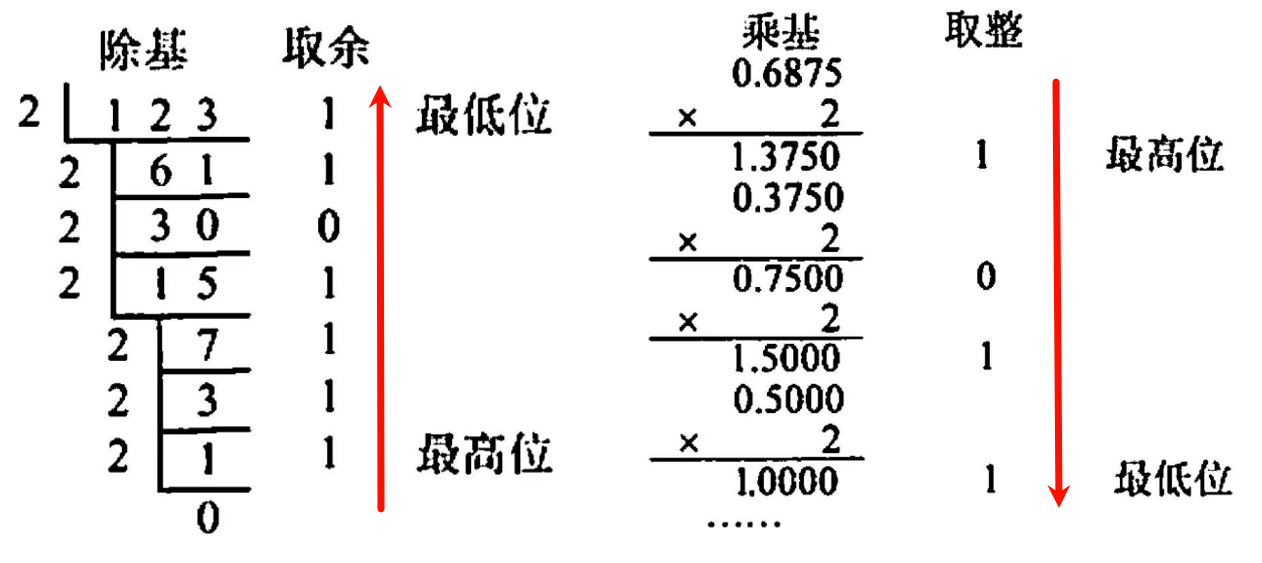 除基 取余
2 1 2 3 1 最低位
2 6 1 1
2 3 0 0
2 1 5 1
2 7 1
2 3 1
2 1 1 最高位
0
乘基 取整
0.6875
× 2
1.3750 1 最高位
0.3750
× 2
0.7500 0
× 2
1.5000 1
0.5000
× 2
1.0000 1 最低位
……